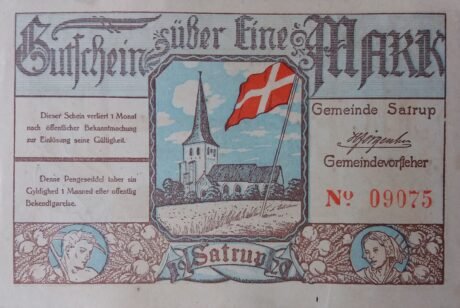 Gutschein über Eine MARK
Dieser Schein verliert 1 Monat
nach öffentlicher Bekanntmachung
zur Einlösung seine Gültigkeit.
Denne Pengeseddel taber sin
Gyldighed 1 Maaned efter offentlig
Bekendtgørelse.
Gemeinde Satrup
Gemeindevorsteher
No 09075
19 Satrup 20